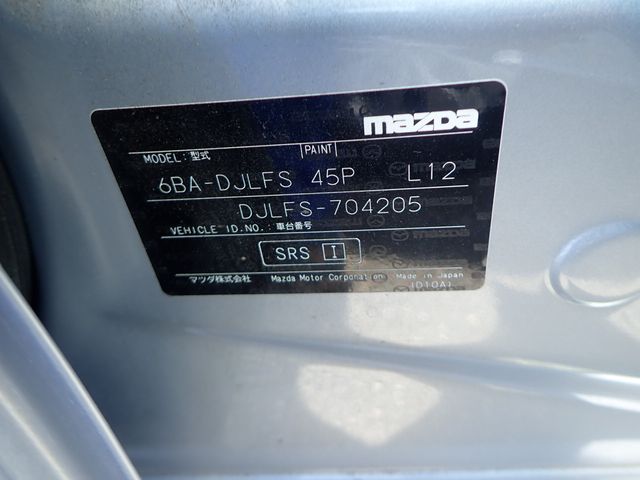 mazda
MODEL: 型式 PAINT
6BA-DJLFS 45P L12
DJLFS-704205
VEHICLE ID.NO.: 車台番号
SRS I
マツダ株式会社 Mazda Motor Corporation Made in Japan
(D10A)